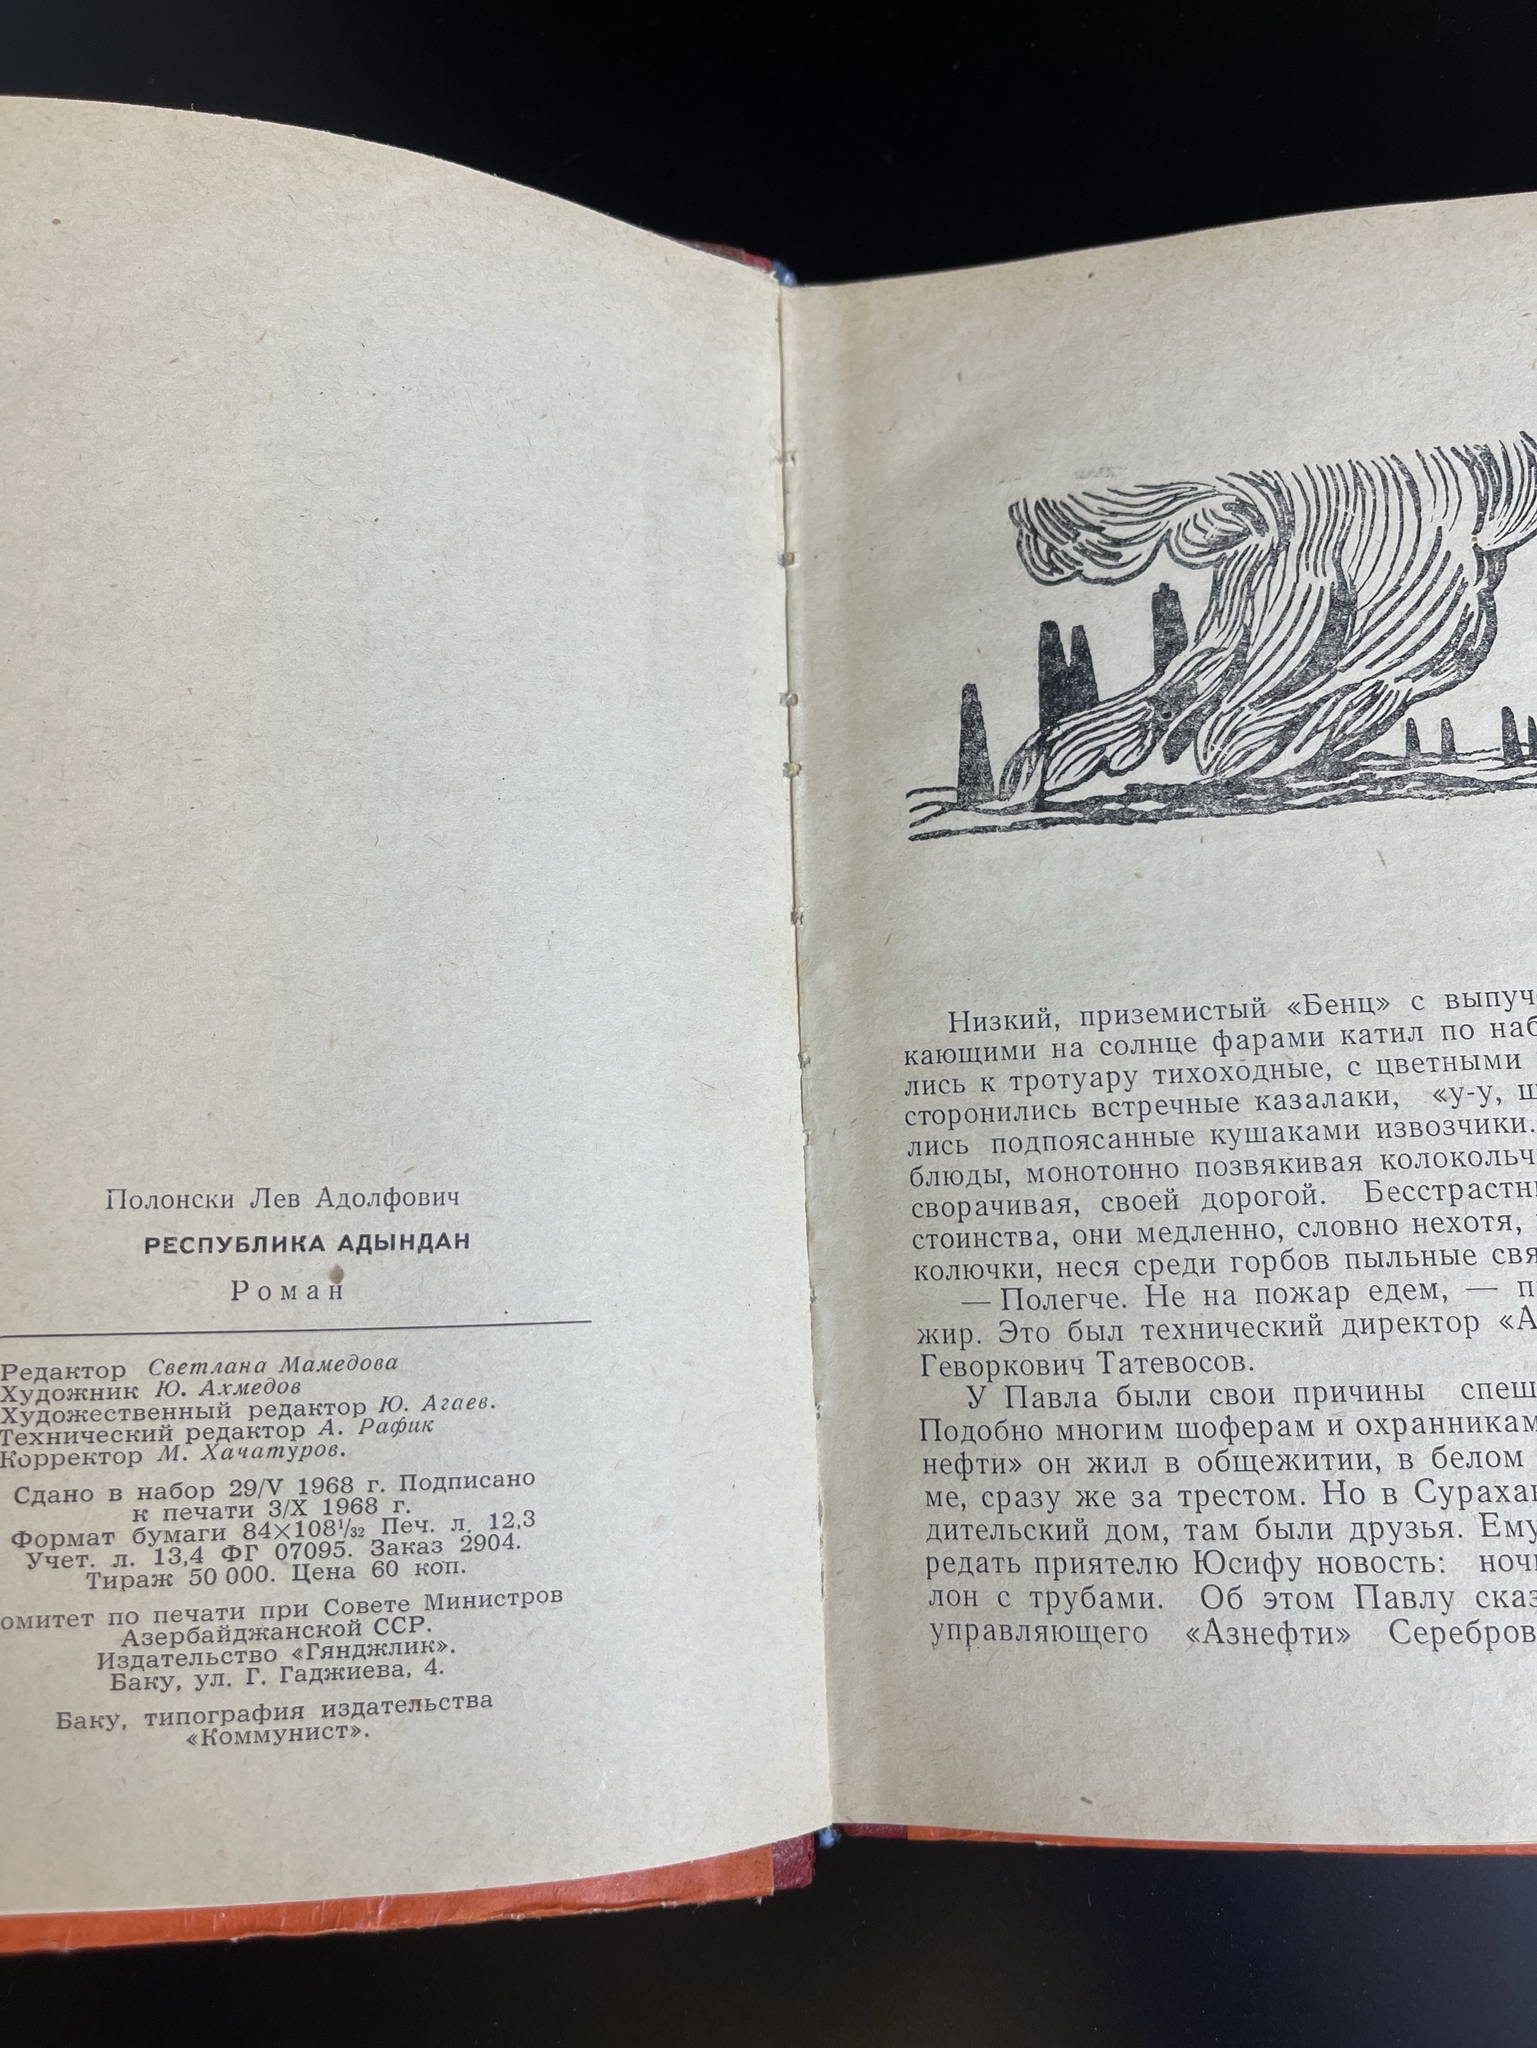 Полонски Лев Адолфович
РЕСПУБЛИКА АДЫНДАН
Роман
Редактор Светлана Мамедова
Художник Ю. Ахмедов
Художественный редактор Ю. Агаев.
Технический редактор А. Рафик
Корректор М. Хачатуров.
Сдано в набор 29/V 1968 г. Подписано
к печати 3/X 1968 г.
Формат бумаги 84×108¹/₃₂ Печ. л. 12,3
Учет. л. 13,4 ФГ 07095. Заказ 2904.
Тираж 50 000. Цена 60 коп.
омитет по печати при Совете Министров
Азербайджанской ССР.
Издательство «Гянджлик».
Баку, ул. Г. Гаджиева, 4.
Баку, типография издательства
«Коммунист».
Низкий, приземистый «Бенц» с выпуч
кающими на солнце фарами катил по наб
лись к тротуару тихоходные, с цветными
сторонились встречные казалаки, «у-у, ш
лись подпоясанные кушаками извозчики.
блюды, монотонно позвякивая колокольч
сворачивая, своей дорогой. Бесстрастн
стоинства, они медленно, словно нехотя,
колючки, неся среди горбов пыльные свя
— Полегче. Не на пожар едем, — п
жир. Это был технический директор «А
Геворкович Татевосов.
У Павла были свои причины спеш
Подобно многим шоферам и охранникам
нефти» он жил в общежитии, в белом
ме, сразу же за трестом. Но в Сурахан
дительский дом, там были друзья. Ему
редать приятелю Юсифу новость: ночь
лон с трубами. Об этом Павлу сказ
управляющего «Азнефти» Серебров